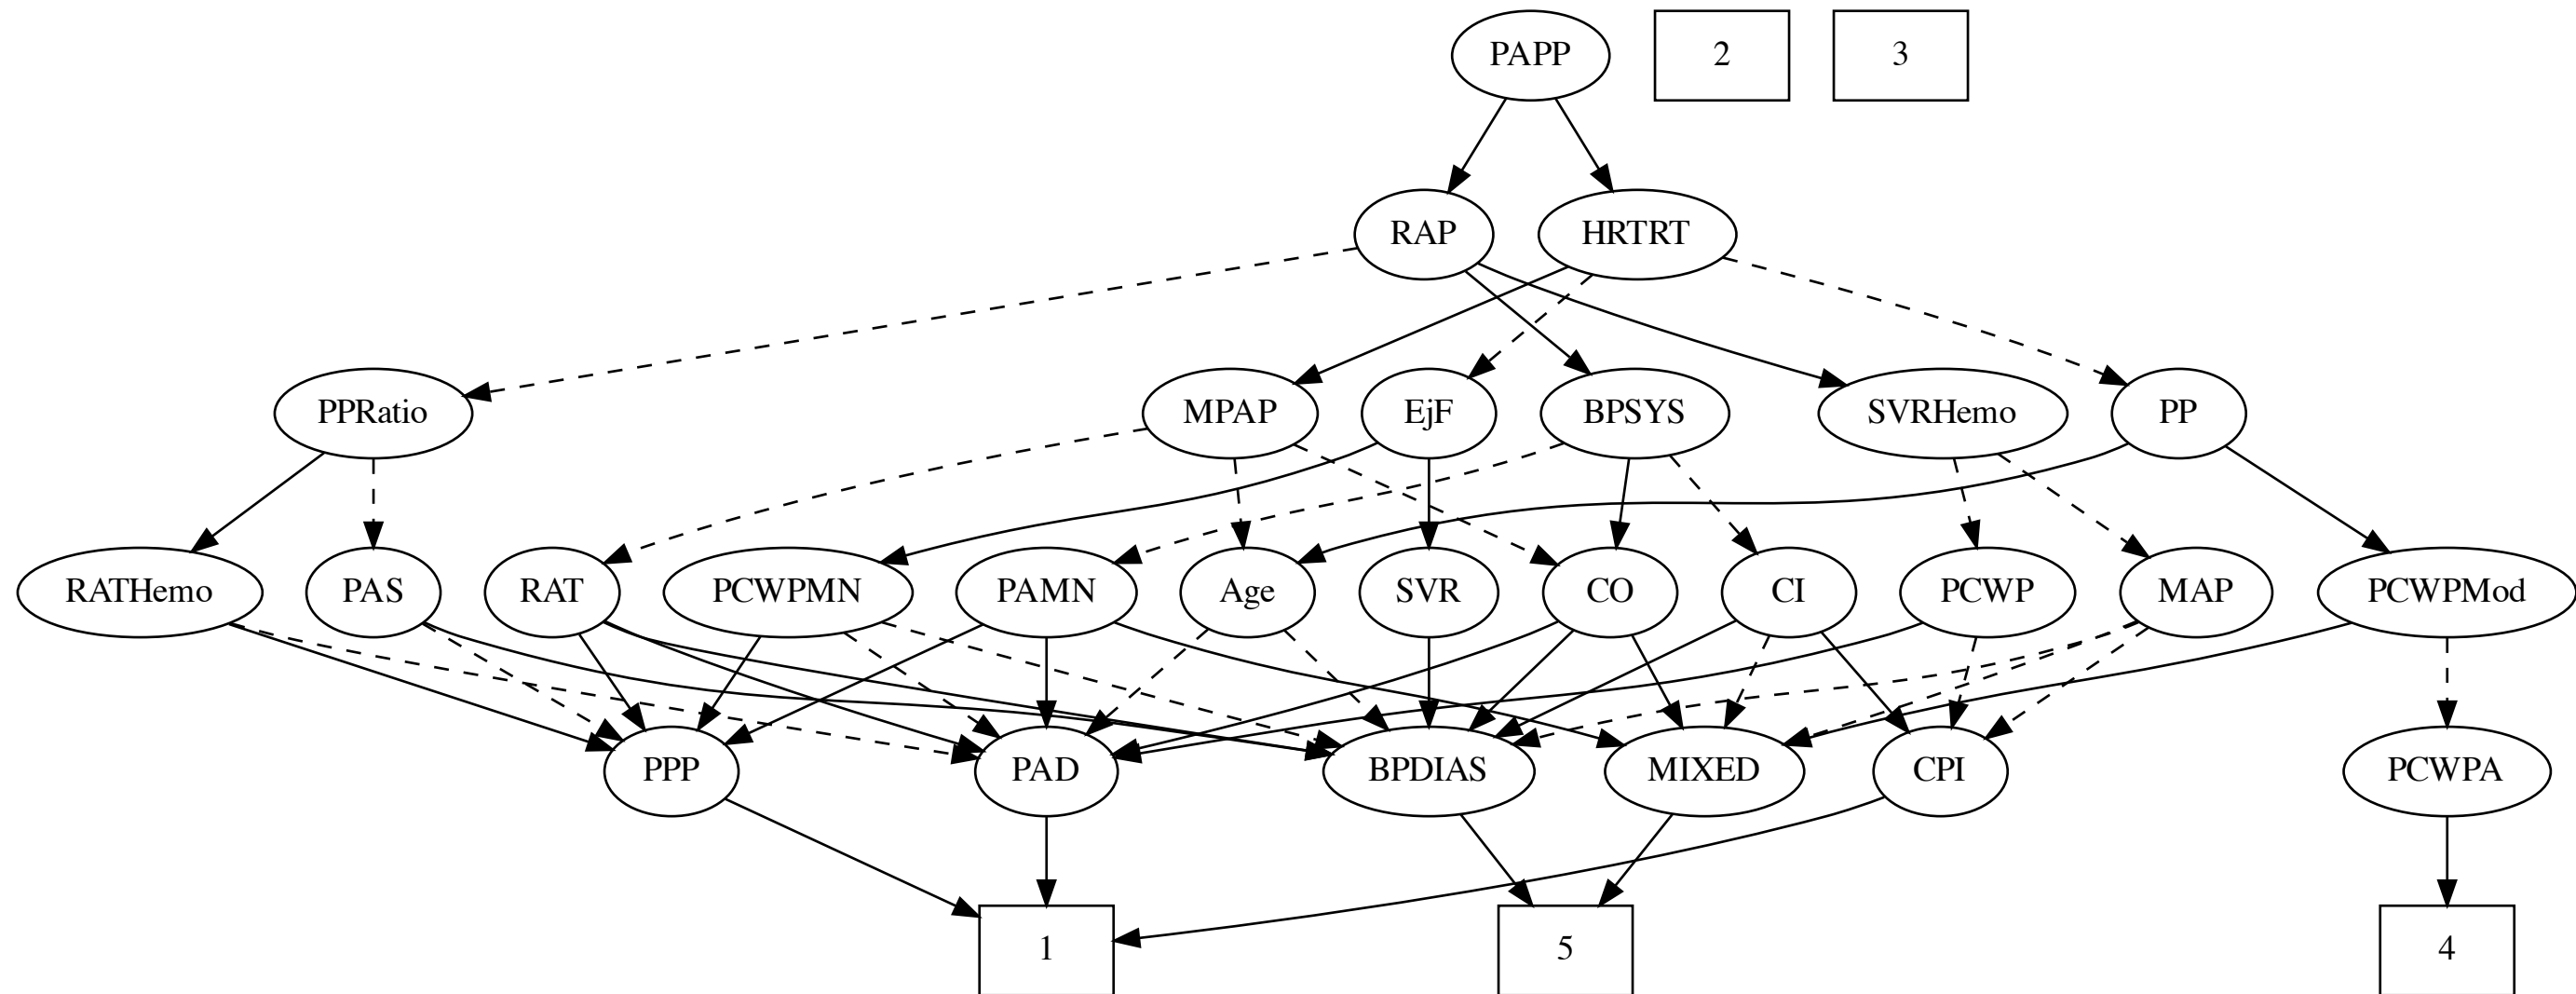 PAPP
2
3
RAP
HRTRT
PPRatio
MPAP
EjF
BPSYS
SVRHemo
PP
RATHemo
PAS
RAT
PCWPMN
PAMN
Age
SVR
CO
CI
PCWP
MAP
PCWPMod
PPP
PAD
BPDIAS
MIXED
CPI
PCWPA
1
5
4